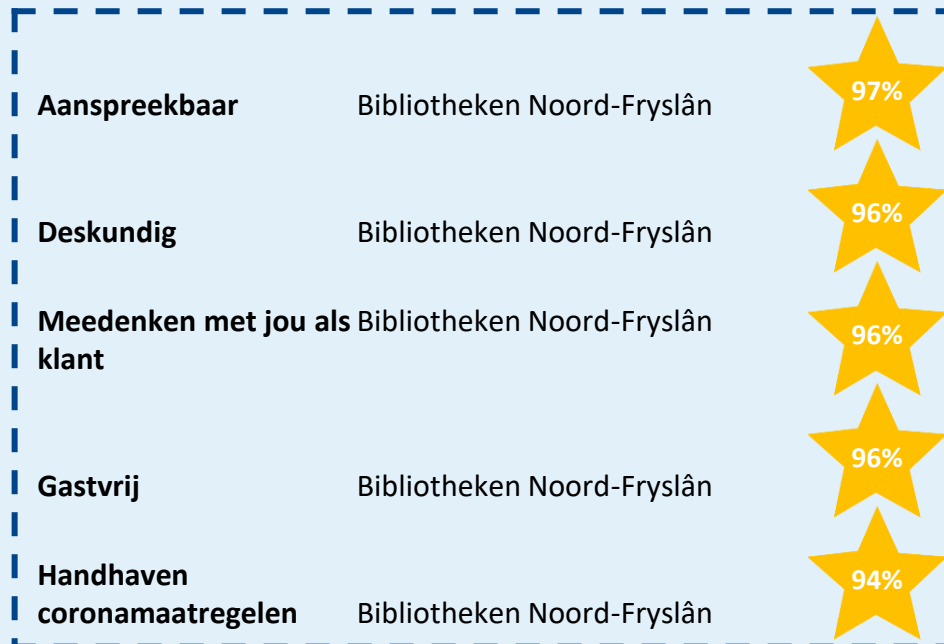 Aanspreekbaar Bibliotheken Noord-Fryslân 97%
Deskundig Bibliotheken Noord-Fryslân 96%
Meedenken met jou als Bibliotheken Noord-Fryslân 96%
klant
Gastvrij Bibliotheken Noord-Fryslân 96%
Handhaven
coronamaatregelen Bibliotheken Noord-Fryslân 94%